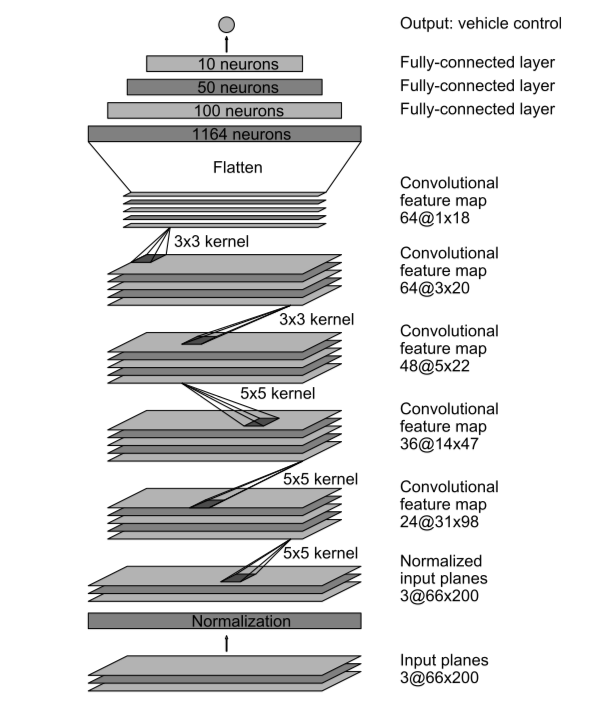 Output: vehicle control
10 neurons
Fully-connected layer
50 neurons
Fully-connected layer
100 neurons
Fully-connected layer
1164 neurons
Flatten
Convolutional
feature map
64@1x18
3x3 kernel
Convolutional
feature map
64@3x20
3x3 kernel
Convolutional
feature map
48@5x22
5x5 kernel
Convolutional
feature map
36@14x47
5x5 kernel
Convolutional
feature map
24@31x98
5x5 kernel
Normalized
input planes
3@66x200
Normalization
Input planes
3@66x200